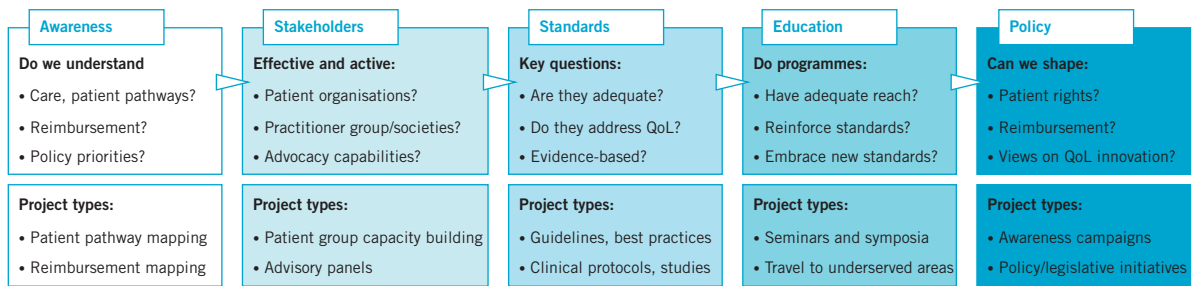 Awareness
Do we understand
• Care, patient pathways?
• Reimbursement?
• Policy priorities?
Project types:
• Patient pathway mapping
• Reimbursement mapping
Stakeholders
Effective and active:
• Patient organisations?
• Practitioner group/societies?
• Advocacy capabilities?
Project types:
• Patient group capacity building
• Advisory panels
Standards
Key questions:
• Are they adequate?
• Do they address QoL?
• Evidence-based?
Project types:
• Guidelines, best practices
• Clinical protocols, studies
Education
Do programmes:
• Have adequate reach?
• Reinforce standards?
• Embrace new standards?
Project types:
• Seminars and symposia
• Travel to underserved areas
Policy
Can we shape:
• Patient rights?
• Reimbursement?
• Views on QoL innovation?
Project types:
• Awareness campaigns
• Policy/legislative initiatives